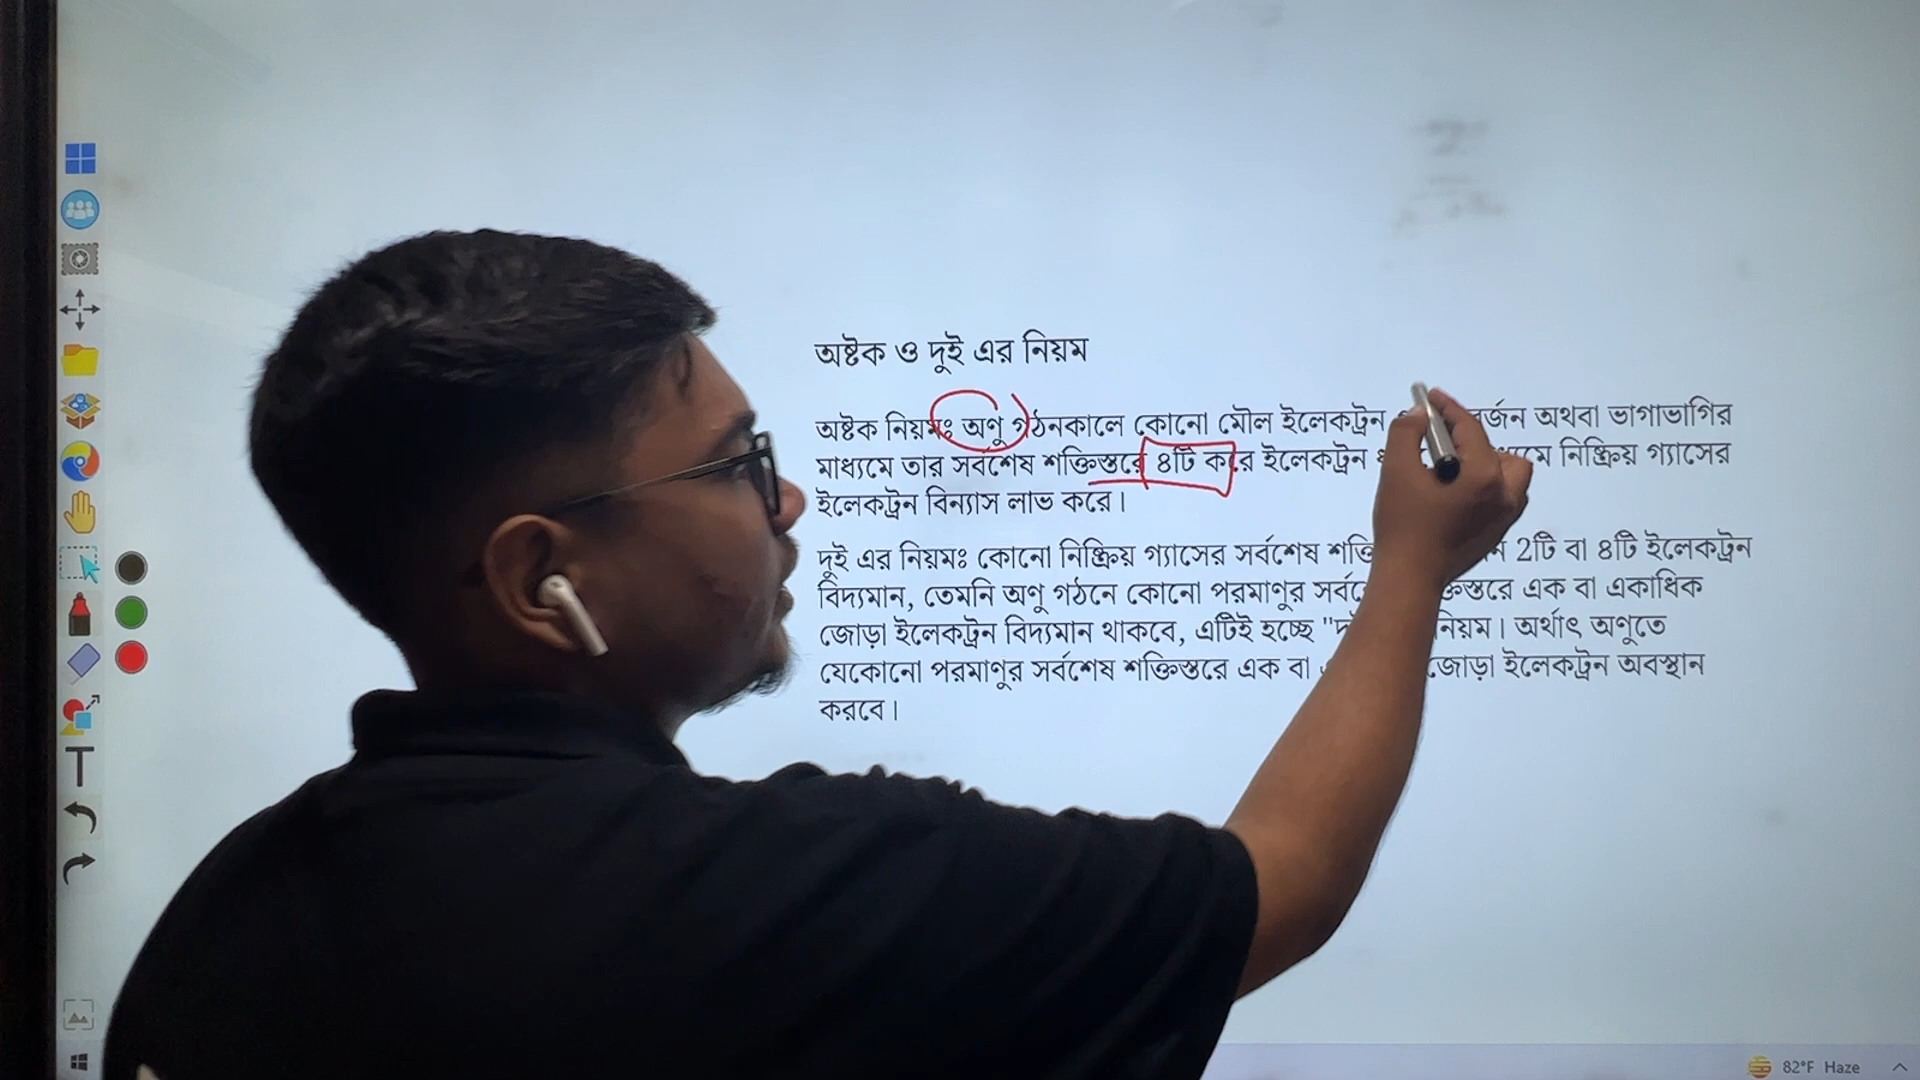 অষ্টক ও দুই এর নিয়ম
অষ্টক নিয়মঃ অণু গঠনকালে কোনো মৌল ইলেকট্রন বর্জন অথবা ভাগাভাগির
মাধ্যমে তার সর্বশেষ শক্তিস্তরে ৪টি করে ইলেকট্রন নিষ্ক্রিয় গ্যাসের
ইলেকট্রন বিন্যাস লাভ করে।
দুই এর নিয়মঃ কোনো নিষ্ক্রিয় গ্যাসের সর্বশেষ 2টি বা ৪টি ইলেকট্রন
বিদ্যমান, তেমনি অণু গঠনে কোনো পরমাণুর এক বা একাধিক
জোড়া ইলেকট্রন বিদ্যমান থাকবে, এটিই হচ্ছে নিয়ম। অর্থাৎ অণুতে
যেকোনো পরমাণুর সর্বশেষ শক্তিস্তরে এক বা জোড়া ইলেকট্রন অবস্থান
করবে।
T
82°F Haze